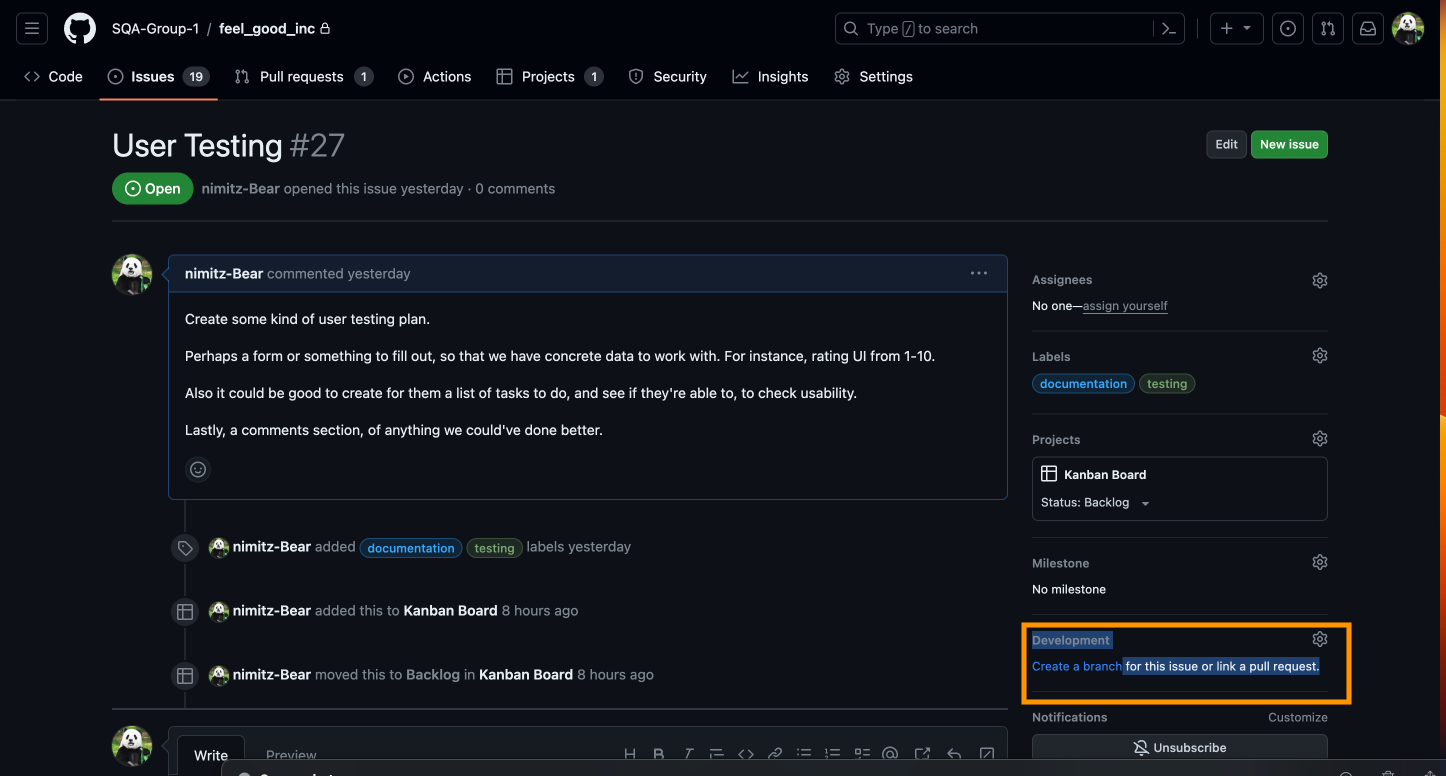 SQA-Group-1 / feel_good_inc
Type / to search
Code
Issues 19
Pull requests 1
Actions
Projects 1
Security
Insights
Settings
User Testing #27
Edit
New issue
Open
nimitz-Bear opened this issue yesterday · 0 comments
nimitz-Bear commented yesterday
Create some kind of user testing plan.
Perhaps a form or something to fill out, so that we have concrete data to work with. For instance, rating UI from 1-10.
Also it could be good to create for them a list of tasks to do, and see if they're able to, to check usability.
Lastly, a comments section, of anything we could've done better.
nimitz-Bear added documentation testing labels yesterday
nimitz-Bear added this to Kanban Board 8 hours ago
nimitz-Bear moved this to Backlog in Kanban Board 8 hours ago
Write
Preview
Assignees
No one—assign yourself
Labels
documentation testing
Projects
Kanban Board
Status: Backlog
Milestone
No milestone
Development
Create a branch for this issue or link a pull request.
Notifications
Customize
Unsubscribe